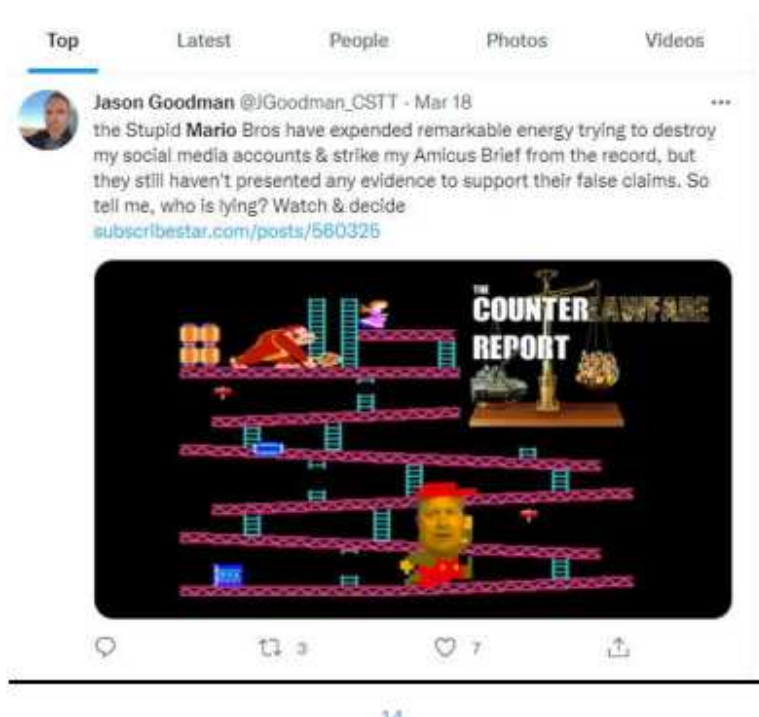 Top Latest People Photos Videos
Jason Goodman @JGoodman_CSTT · Mar 18
the Stupid Mario Bros have expended remarkable energy trying to destroy
my social media accounts & strike my Amicus Brief from the record, but
they still haven't presented any evidence to support their false claims. So
tell me, who is lying? Watch & decide
subscribestar.com/posts/560325
THE
COUNTER LAWFARE
REPORT
3 7
14